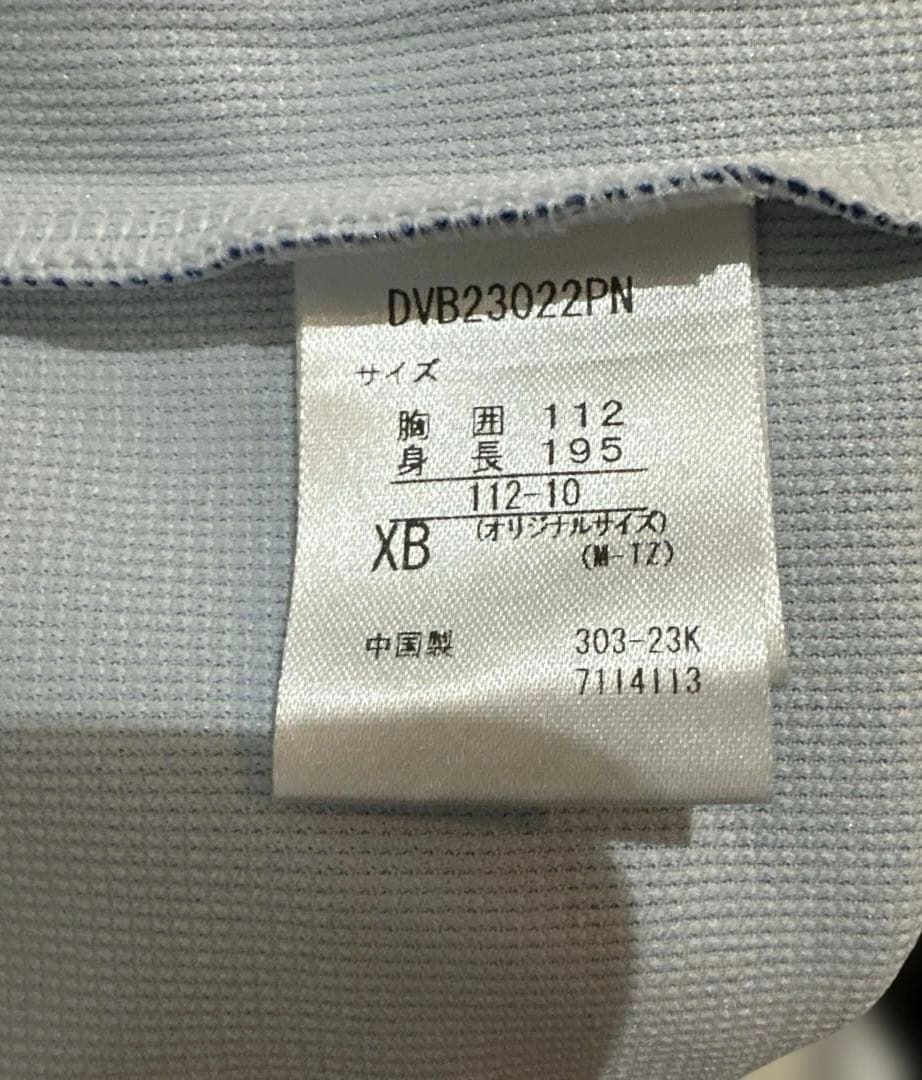 DVB23022PN
サイズ
胸 囲 112
身 長 195
112-10
XB (オリジナルサイズ)
(M-TZ)
中国製 303-23K
7114113